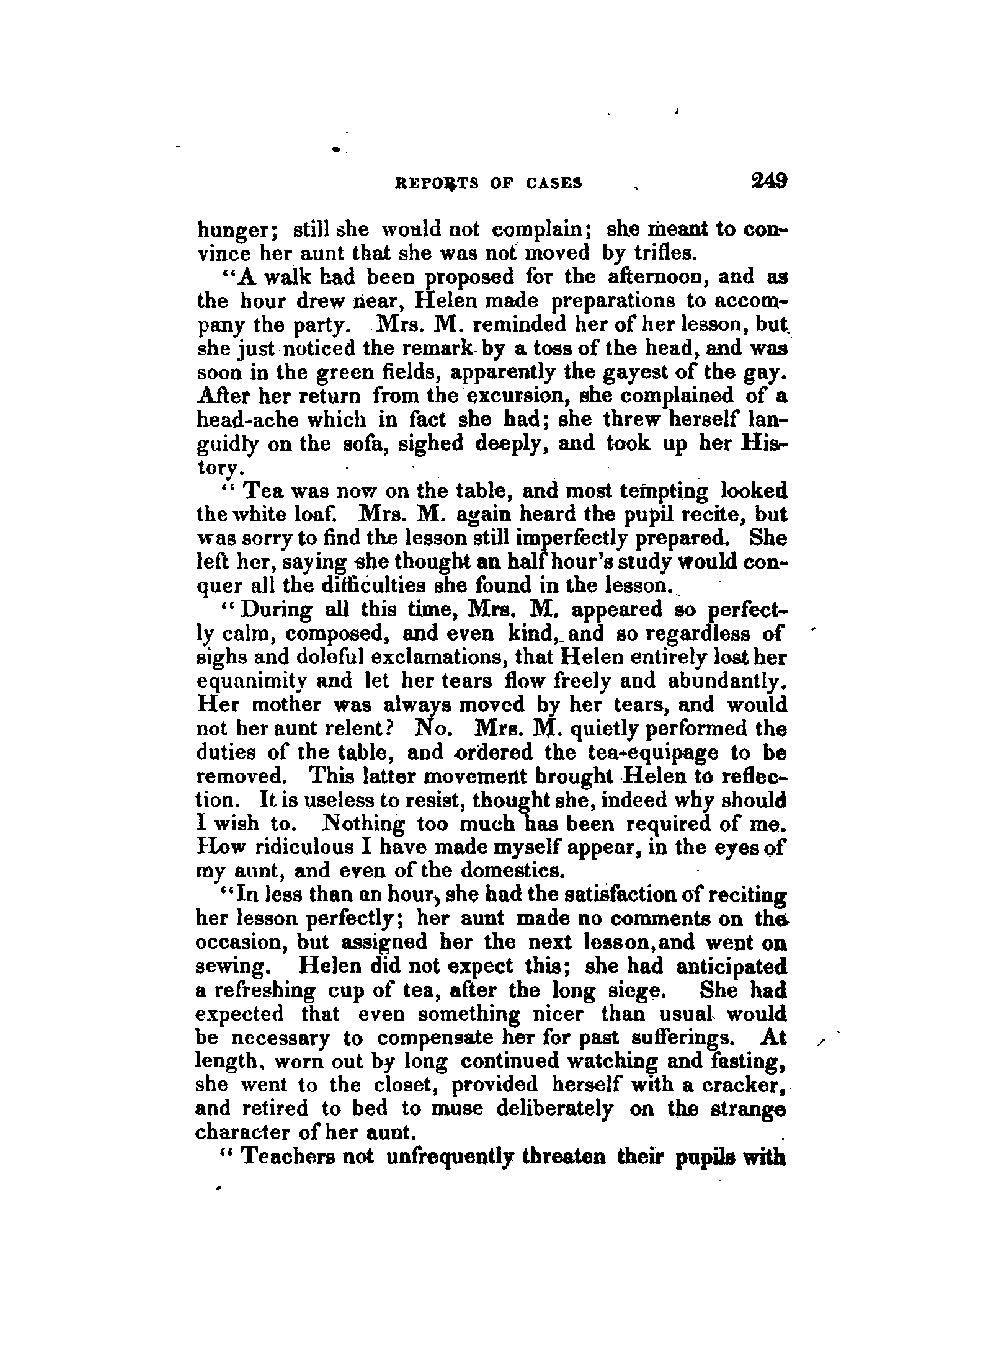 REPORTS OF CASES 249
hunger; still she would not complain; she meant to con-
vince her aunt that she was not moved by trifles.
“A walk had been proposed for the afternoon, and as
the hour drew near, Helen made preparations to accom-
pany the party. Mrs. M. reminded her of her lesson, but
she just noticed the remark by a toss of the head, and was
soon in the green fields, apparently the gayest of the gay.
After her return from the excursion, she complained of a
head-ache which in fact she had; she threw herself lan-
guidly on the sofa, sighed deeply, and took up her His-
tory.
“ Tea was now on the table, and most tempting looked
the white loaf. Mrs. M. again heard the pupil recite, but
was sorry to find the lesson still imperfectly prepared. She
left her, saying she thought an half hour's study would con-
quer all the difficulties she found in the lesson.
“ During all this time, Mrs. M. appeared so perfect-
ly calm, composed, and even kind, and so regardless of
sighs and doleful exclamations, that Helen entirely lost her
equanimity and let her tears flow freely and abundantly.
Her mother was always moved by her tears, and would
not her aunt relent? No. Mrs. M. quietly performed the
duties of the table, and ordered the tea-equipage to be
removed. This latter movement brought Helen to reflec-
tion. It is useless to resist, thought she, indeed why should
I wish to. Nothing too much has been required of me.
How ridiculous I have made myself appear, in the eyes of
my aunt, and even of the domestics.
“In less than an hour, she had the satisfaction of reciting
her lesson perfectly; her aunt made no comments on the
occasion, but assigned her the next lesson, and went on
sewing. Helen did not expect this; she had anticipated
a refreshing cup of tea, after the long siege. She had
expected that even something nicer than usual would
be necessary to compensate her for past sufferings. At
length, worn out by long continued watching and fasting,
she went to the closet, provided herself with a cracker,
and retired to bed to muse deliberately on the strange
character of her aunt.
“ Teachers not unfrequently threaten their pupils with